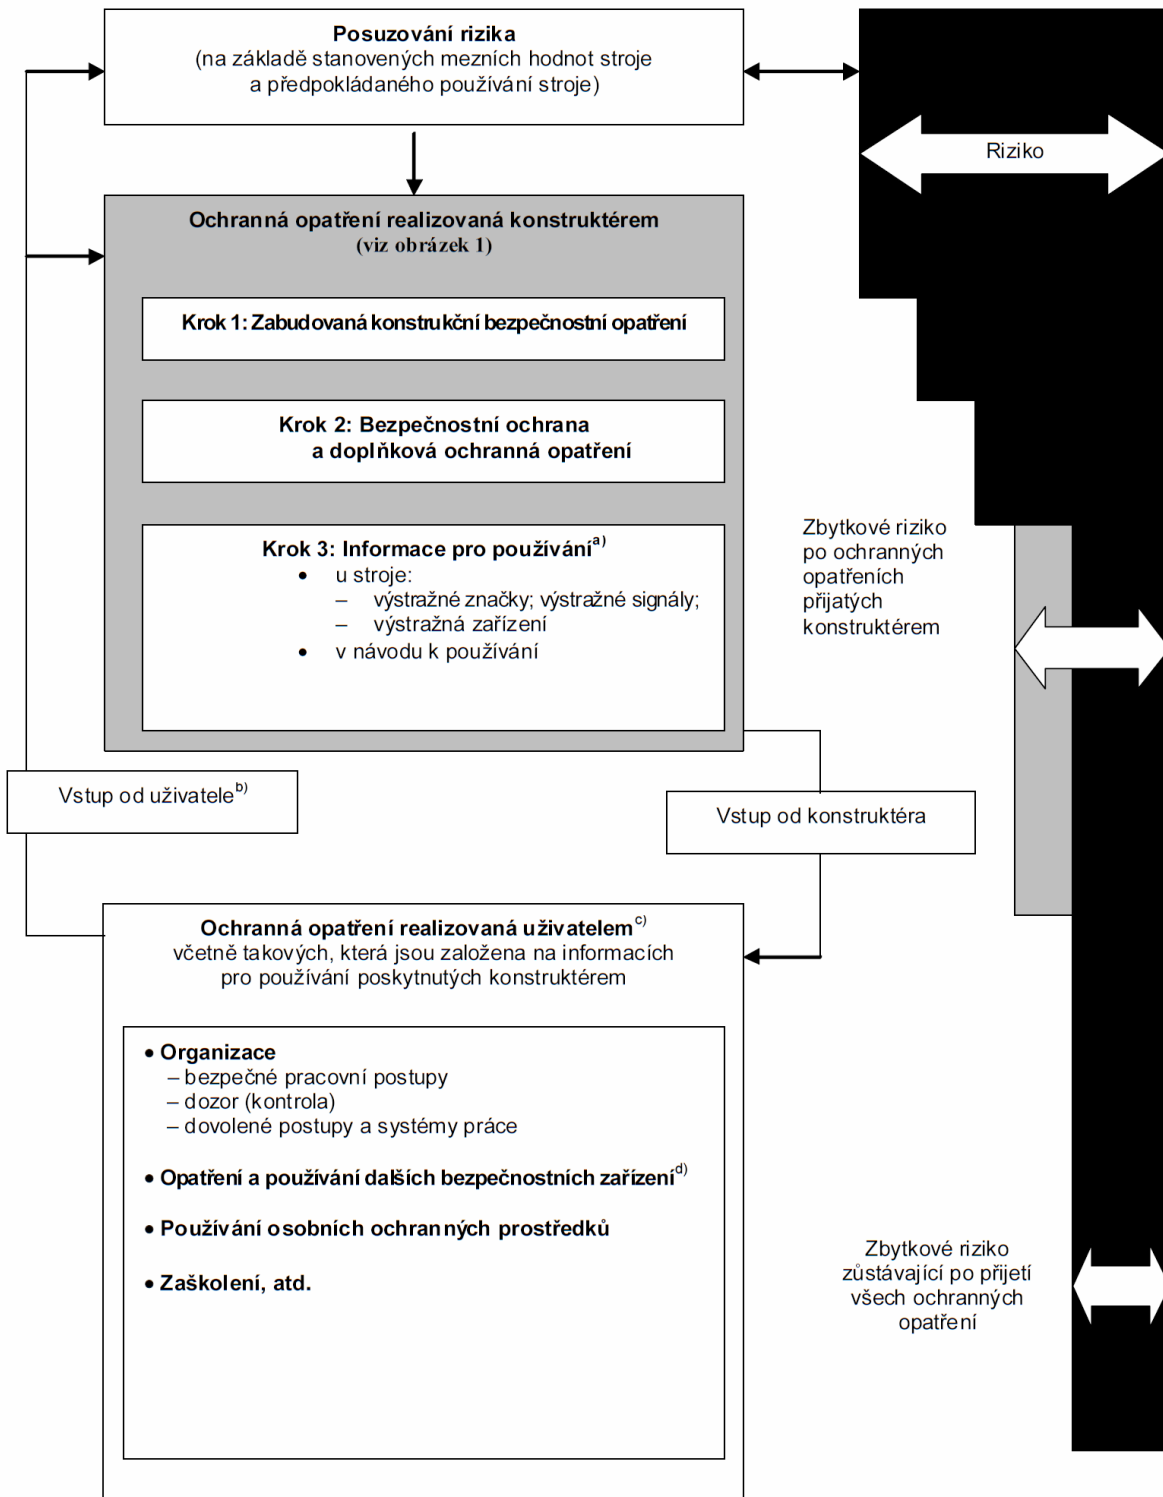 Posuzování rizika
(na základě stanovených mezních hodnot stroje
a předpokládaného používání stroje)
Riziko
Ochranná opatření realizovaná konstruktérem
(viz obrázek 1)
Krok 1: Zabudovaná konstrukční bezpečnostní opatření
Krok 2: Bezpečnostní ochrana
a doplňková ochranná opatření
Krok 3: Informace pro používání a)
• u stroje:
– výstražné značky; výstražné signály;
– výstražná zařízení
• v návodu k používání
Zbytkové riziko
po ochranných
opatřeních
přijatých
konstruktérem
Vstup od uživatele b)
Vstup od konstruktéra
Ochranná opatření realizovaná uživatelem c)
včetně takových, která jsou založena na informacích
pro používání poskytnutých konstruktérem
• Organizace
– bezpečné pracovní postupy
– dozor (kontrola)
– dovolené postupy a systémy práce
• Opatření a používání dalších bezpečnostních zařízení d)
• Používání osobních ochranných prostředků
• Zaškolení, atd.
Zbytkové riziko
zůstávající po přijetí
všech ochranných
opatření